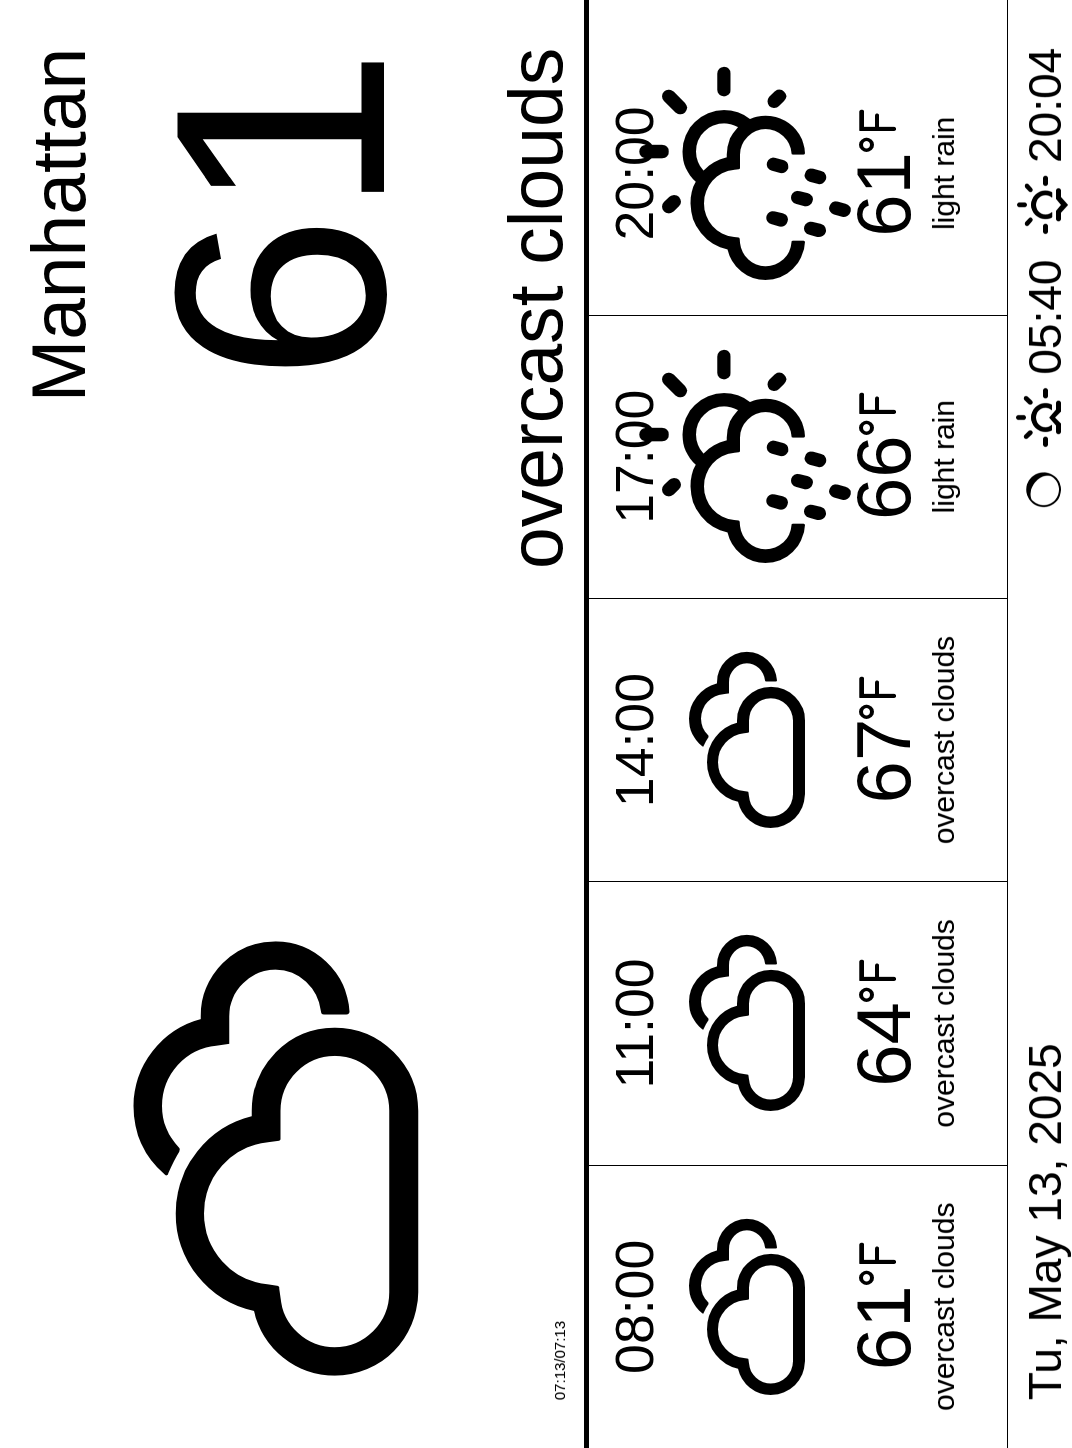 Manhattan
61
overcast clouds
07:13/07:13
08:00
61°F
overcast clouds
11:00
64°F
overcast clouds
14:00
67°F
overcast clouds
17:00
66°F
light rain
20:00
61°F
light rain
Tu, May 13, 2025
05:40
20:04